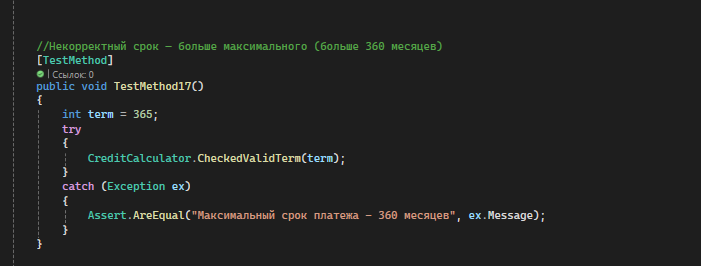 //Некорректный срок – больше максимального (больше 360 месяцев)
[TestMethod]
| Ссылок: 0
public void TestMethod17()
{
int term = 365;
try
{
CreditCalculator.CheckedValidTerm(term);
}
catch (Exception ex)
{
Assert.AreEqual("Максимальный срок платежа – 360 месяцев", ex.Message);
}
}